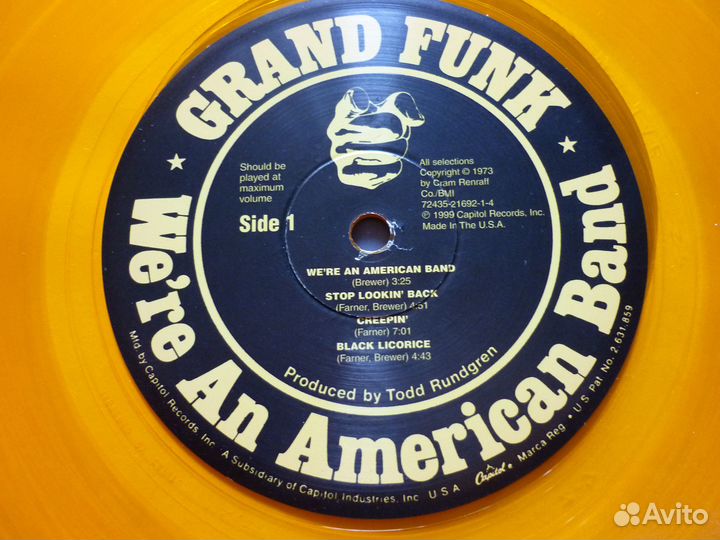 GRAND FUNK
We're An American Band
Should be
played at
maximum
volume
Side 1
All selections
Copyright © 1973
by Cram Renraff
Co./BMI
72435-21692-1-4
℗ 1999 Capitol Records, Inc.
Made In The U.S.A.
WE'RE AN AMERICAN BAND
(Brewer) 3:25
STOP LOOKIN' BACK
(Farner, Brewer) 4:51
CREEPIN'
(Farner) 7:01
BLACK LICORICE
(Farner, Brewer) 4:43
Produced by Todd Rundgren
Mfd. by Capitol Records, Inc. A Subsidiary of Capitol Industries, Inc. U S A Capitol ® Marca Reg. • U.S. Pat. No. 2,631,859
Avito